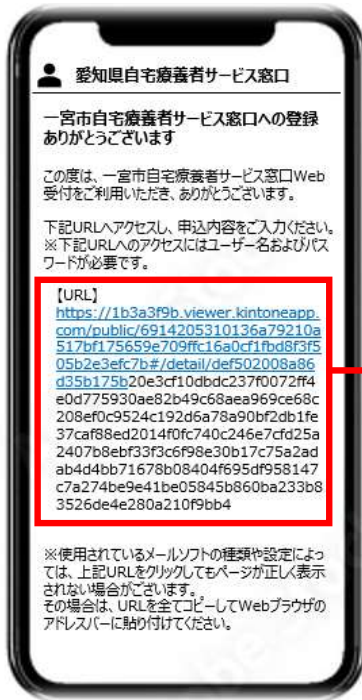 愛知県自宅療養者サービス窓口
一宮市自宅療養者サービス窓口への登録
ありがとうございます
この度は、一宮市自宅療養者サービス窓口Web
受付をご利用いただき、ありがとうございます。
下記URLへアクセスし、申込内容をご入力ください。
※下記URLへのアクセスにはユーザー名およびパス
ワードが必要です。
【URL】
https://1b3a3f9b.viewer.kintoneapp.
com/public/6914205310136a79210a
517bf175659e709ffc16a0cf1fbd8f3f5
05b2e3efc7b#/detail/def502008a86
d35b175b20e3cf10dbdc237f0072ff4
e0d775930ae82b49c68aea969ce68c
208ef0c9524c192d6a78a90bf2db1fe
37caf88ed2014f0fc740c246e7cfd25a
2407b8ebf33f3c6f98e30b17c75a2ad
ab4d4bb71678b08404f695df958147
c7a274be9e41be05845b860ba233b8
3526de4e280a210f9bb4
※使用されているメールソフトの種類や設定によっ
ては、上記URLをクリックしてもページが正しく表示
されない場合がございます。
その場合は、URLを全てコピーしてWebブラウザの
アドレスバーに貼り付けてください。